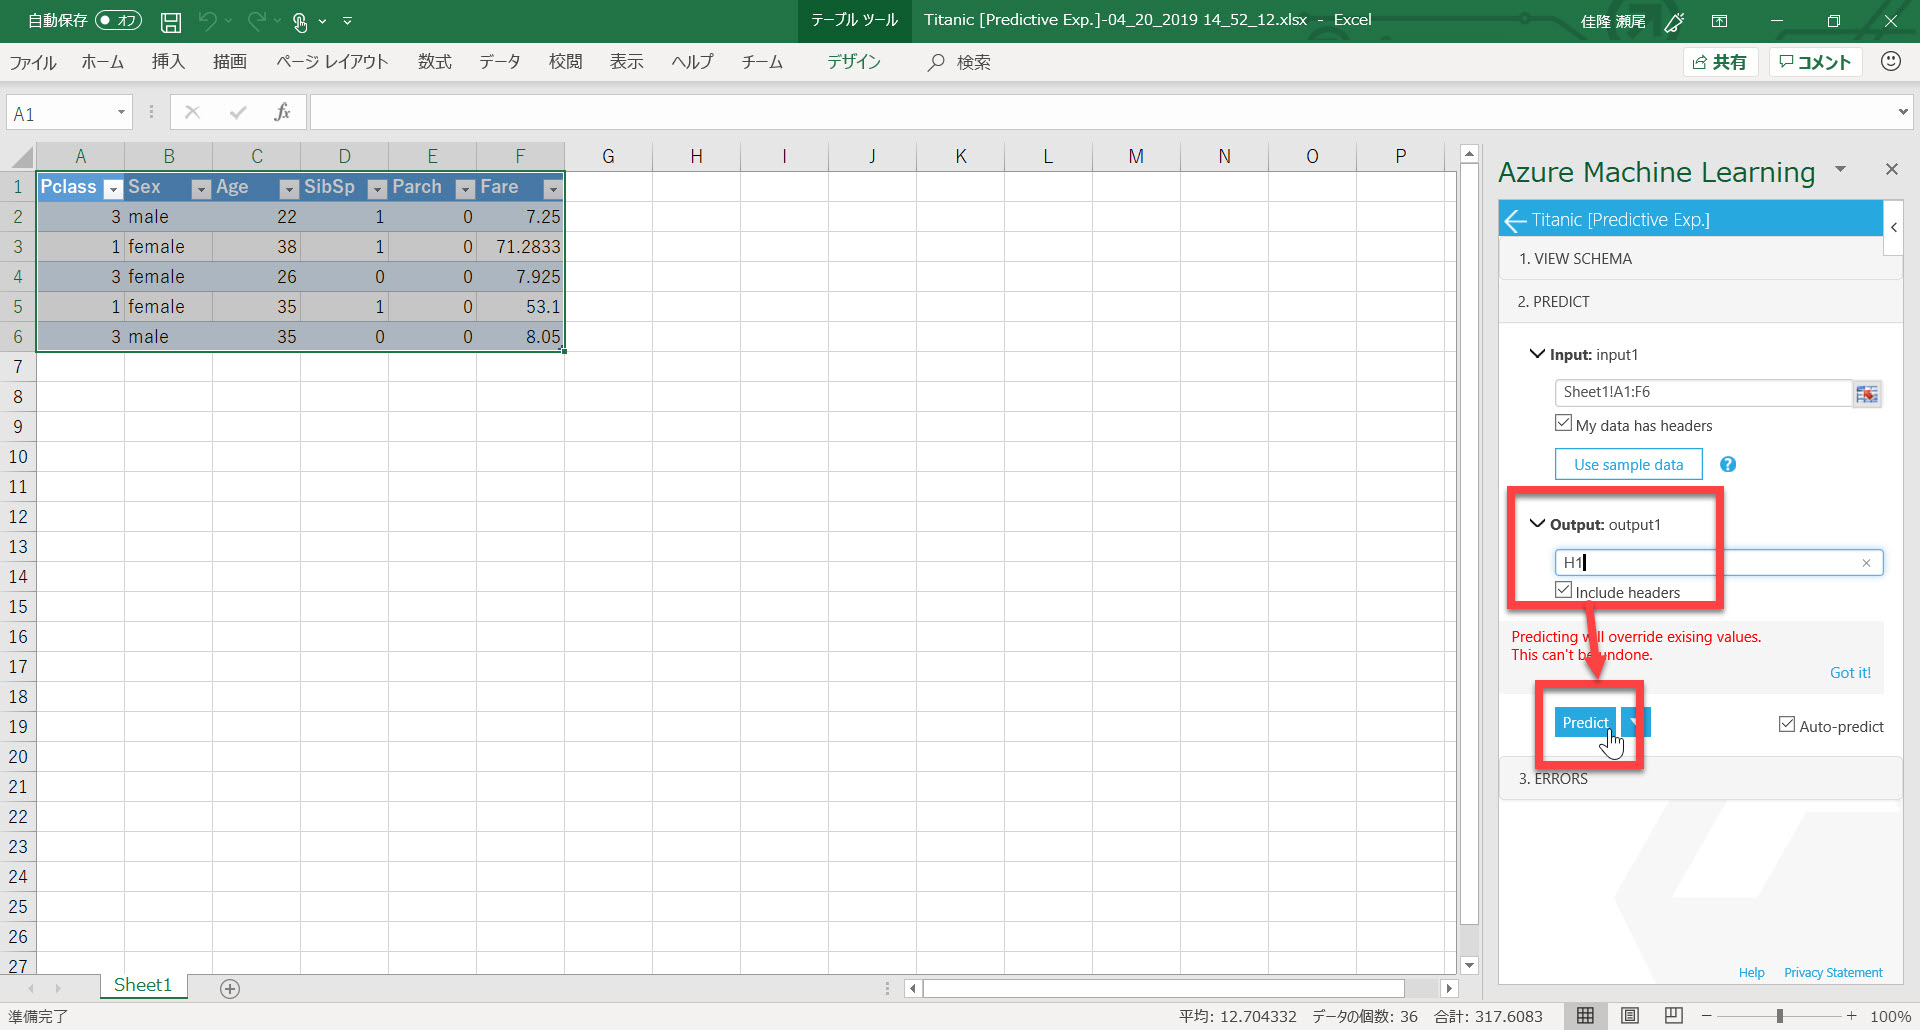 自動保存 オフ
テーブル ツール
Titanic [Predictive Exp.]-04_20_2019 14_52_12.xlsx - Excel
佳隆 瀬尾
ファイル ホーム 挿入 描画 ページ レイアウト 数式 データ 校閲 表示 ヘルプ チーム デザイン 検索 共有 コメント
A1 fx
A B C D E F G H I J K L M N O P
1 Pclass Sex Age SibSp Parch Fare
2 3 male 22 1 0 7.25
3 1 female 38 1 0 71.2833
4 3 female 26 0 0 7.925
5 1 female 35 1 0 53.1
6 3 male 35 0 0 8.05
7
8
9
10
11
12
13
14
15
16
17
18
19
20
21
22
23
24
25
26
27
Azure Machine Learning
Titanic [Predictive Exp.]
1. VIEW SCHEMA
2. PREDICT
Input: input1
Sheet1!A1:F6
My data has headers
Use sample data ?
Output: output1
H1
Include headers
Predicting will override exising values.
This can't be undone.
Got it!
Predict
Auto-predict
3. ERRORS
Help Privacy Statement
Sheet1
準備完了
平均: 12.704332 データの個数: 36 合計: 317.6083
100%